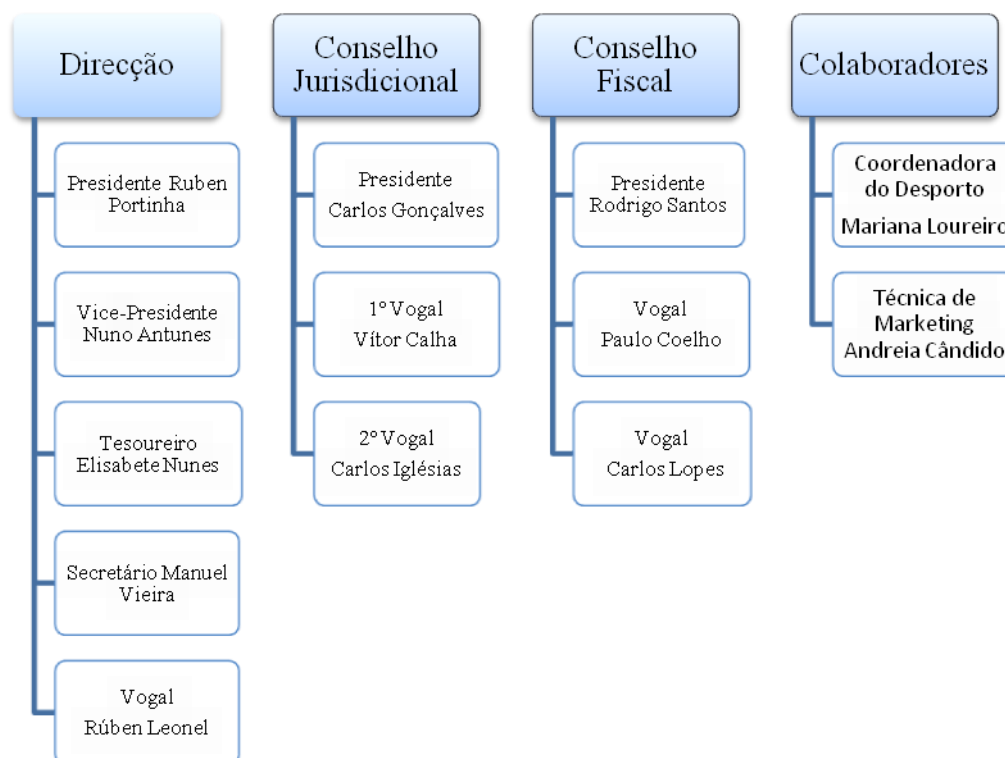 Direcção
Presidente Ruben
Portinha
Vice-Presidente
Nuno Antunes
Tesoureiro
Elisabete Nunes
Secretário Manuel
Vieira
Vogal
Rúben Leonel
Conselho
Jurisdicional
Presidente
Carlos Gonçalves
1º Vogal
Vítor Calha
2º Vogal
Carlos Iglésias
Conselho
Fiscal
Presidente
Rodrigo Santos
Vogal
Paulo Coelho
Vogal
Carlos Lopes
Colaboradores
Coordenadora
do Desporto
Mariana Loureiro
Técnica de
Marketing
Andreia Cândido